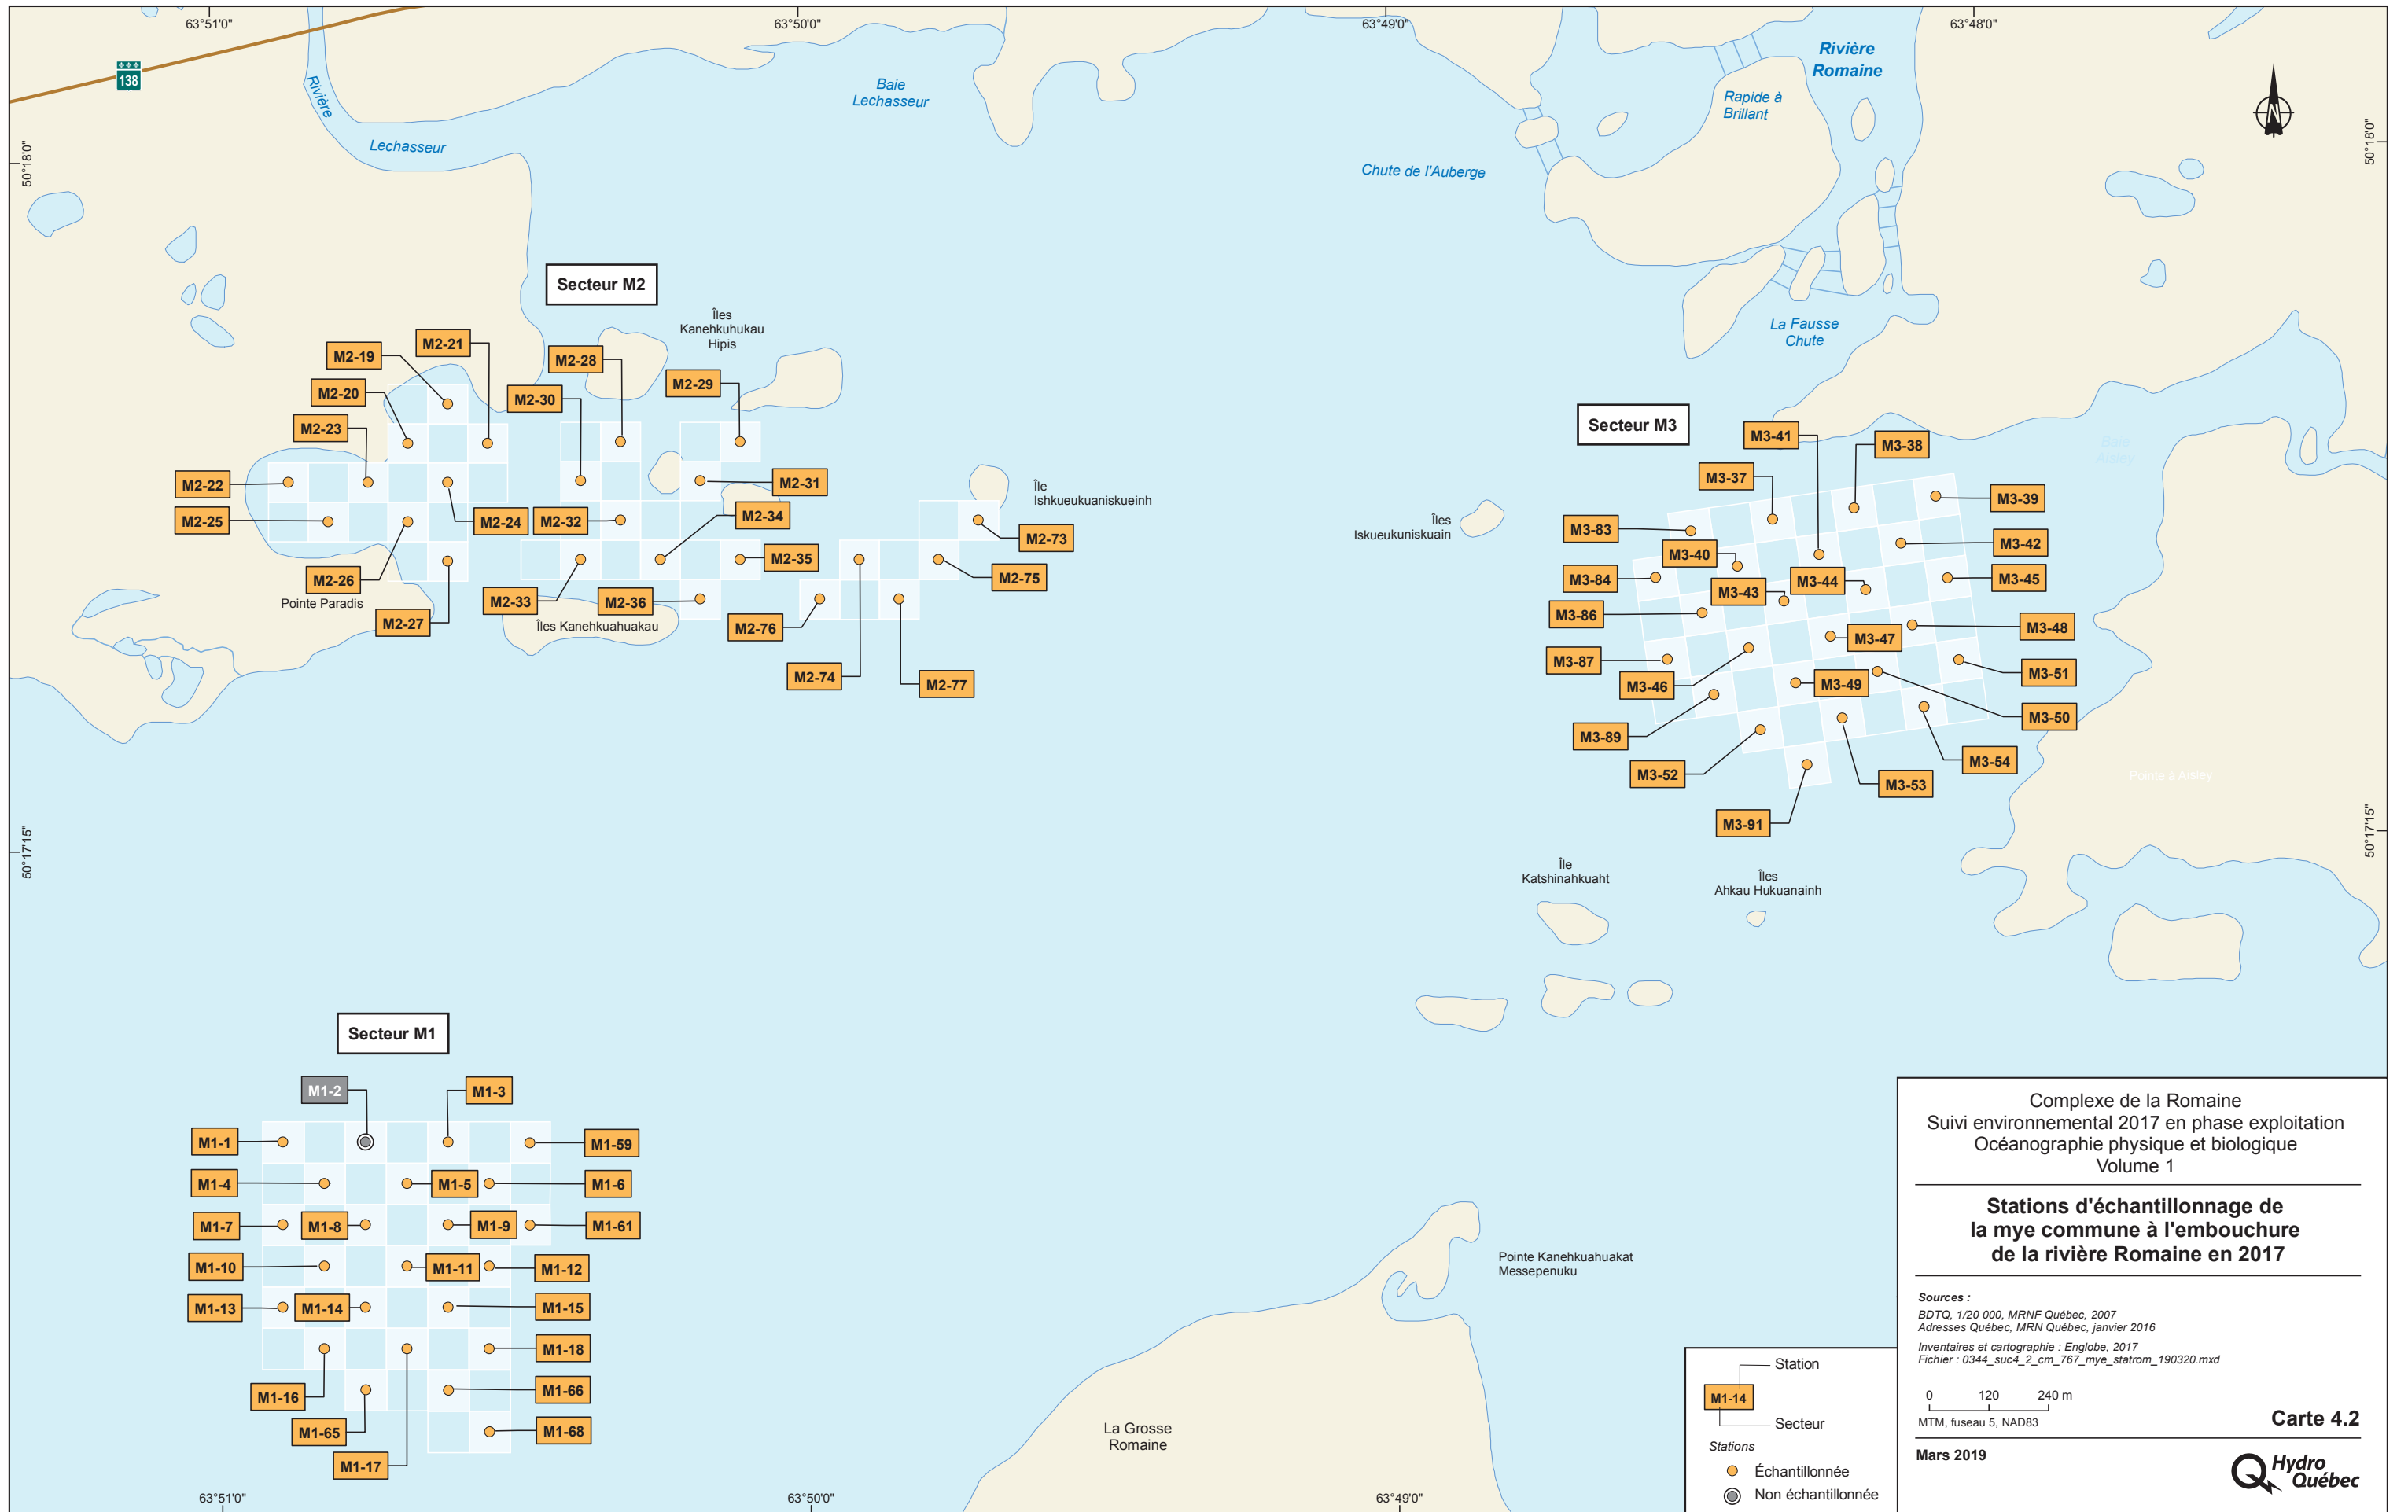 63°51'0"
63°50'0"
63°49'0"
63°48'0"
138
Rivière
Lechasseur
Baie
Lechasseur
Rivière
Romaine
Rapide à
Brillant
Chute de l'Auberge
La Fausse
Chute
50°18'0"
50°18'0"
Secteur M2
Îles
Kanehkuhukau
Hipis
M2-19
M2-21
M2-20
M2-23
M2-28
M2-30
M2-29
M2-22
M2-25
M2-24
M2-32
M2-31
M2-34
M2-35
M2-26
Pointe Paradis
M2-27
M2-33
M2-36
Îles Kanehkuahuakau
M2-76
M2-74
M2-77
M2-73
M2-75
Île
Ishkueukuaniskueinh
Îles
Iskueukuniskuain
Secteur M3
M3-41
M3-38
M3-37
M3-39
M3-83
M3-40
M3-42
M3-84
M3-44
M3-45
M3-43
M3-86
M3-48
M3-47
M3-87
M3-51
M3-46
M3-49
M3-50
M3-89
M3-54
M3-52
M3-53
M3-91
Baie
Aisley
Pointe à Aisley
50°17'15"
50°17'15"
Île
Katshinahkuaht
Îles
Ahkau Hukuanainh
Secteur M1
M1-2
M1-3
M1-1
M1-59
M1-4
M1-5
M1-6
M1-7
M1-8
M1-9
M1-61
M1-10
M1-11
M1-12
M1-13
M1-14
M1-15
M1-18
M1-16
M1-66
M1-65
M1-68
M1-17
Pointe Kanehkuahuakat
Messepenuku
La Grosse
Romaine
63°51'0"
63°50'0"
63°49'0"
Station
M1-14
Secteur
Stations
Échantillonnée
Non échantillonnée
Complexe de la Romaine
Suivi environnemental 2017 en phase exploitation
Océanographie physique et biologique
Volume 1
Stations d'échantillonnage de
la mye commune à l'embouchure
de la rivière Romaine en 2017
Sources :
BDTQ, 1/20 000, MRNF Québec, 2007
Adresses Québec, MRN Québec, janvier 2016
Inventaires et cartographie : Englobe, 2017
Fichier : 0344_suc4_2_cm_767_mye_statrom_190320.mxd
0 120 240 m
MTM, fuseau 5, NAD83
Carte 4.2
Mars 2019
Hydro
Québec